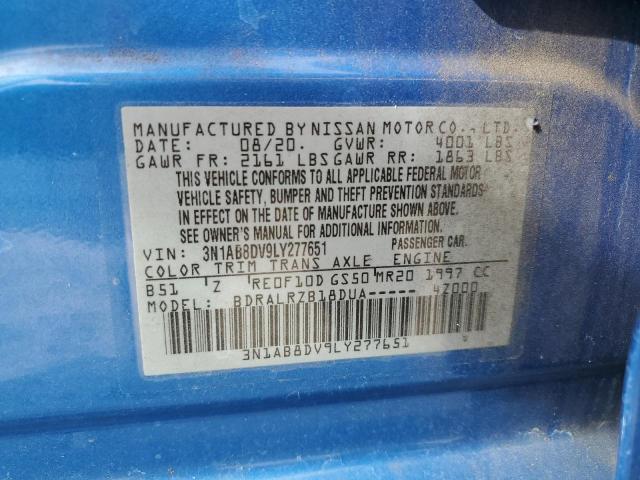 MANUFACTURED BY NISSAN MOTOR CO., LTD.
DATE: 08/20. GVWR: 4001 LBS
GAWR FR: 2161 LBS GAWR RR: 1863 LBS
THIS VEHICLE CONFORMS TO ALL APPLICABLE FEDERAL MOTOR
VEHICLE SAFETY, BUMPER AND THEFT PREVENTION STANDARDS
IN EFFECT ON THE DATE OF MANUFACTURE SHOWN ABOVE.
SEE OWNER'S MANUAL FOR ADDITIONAL INFORMATION.
VIN: 3N1AB8DV9LY277651 PASSENGER CAR.
COLOR TRIM TRANS AXLE ENGINE
B51 Z RE0F10D GS50 MR20 1997 CC
MODEL: BDRALRZB18DUA----- 4Z000
3N1AB8DV9LY277651